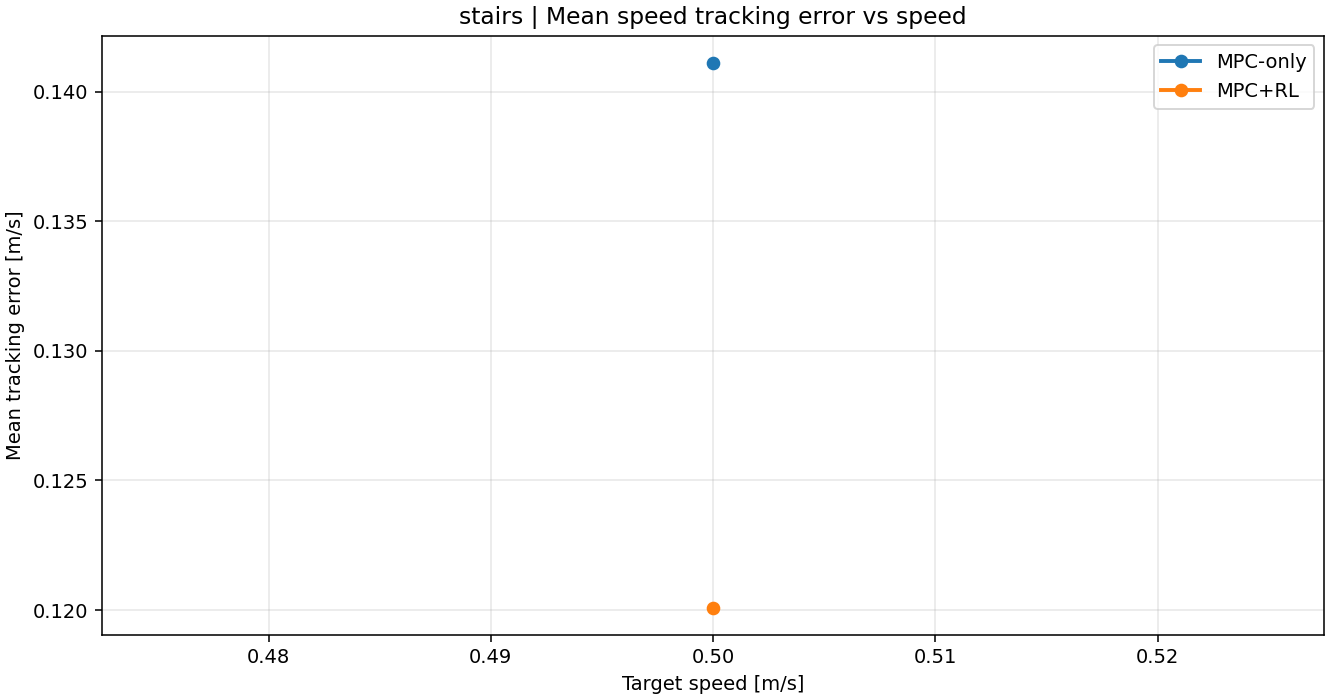 stairs | Mean speed tracking error vs speed
MPC-only
MPC+RL
Mean tracking error [m/s]
0.140
0.135
0.130
0.125
0.120
0.48 0.49 0.50 0.51 0.52
Target speed [m/s]